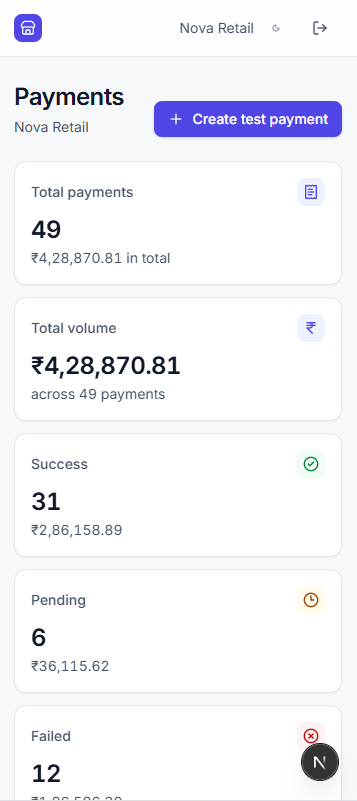 Nova Retail
Payments
Nova Retail
Create test payment
Total payments
49
₹4,28,870.81 in total
Total volume
₹
₹4,28,870.81
across 49 payments
Success
31
₹2,86,158.89
Pending
6
₹36,115.62
Failed
12
N